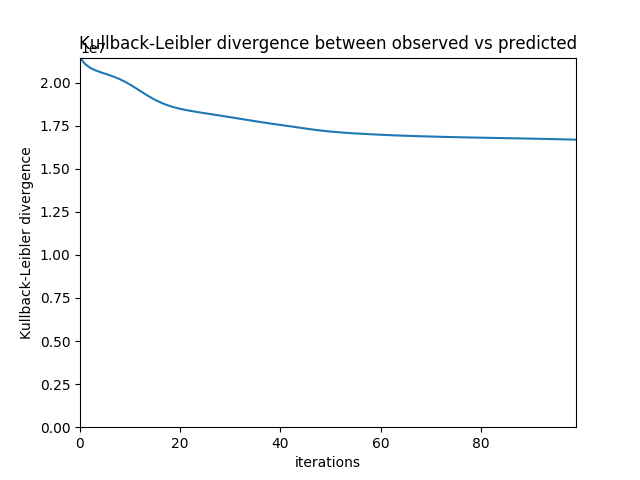 Kullback-Leibler divergence between observed vs predicted
1e7
2.00
1.75
1.50
1.25
1.00
0.75
0.50
0.25
0.00
Kullback-Leibler divergence
0 20 40 60 80
iterations